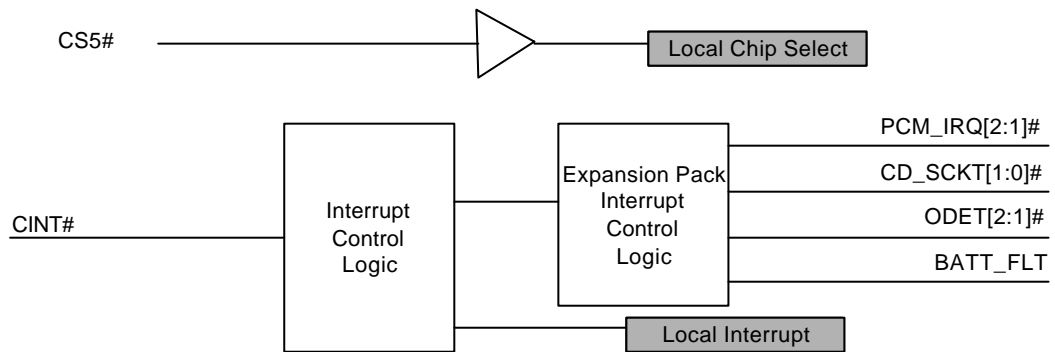 CS5#
Local Chip Select
PCM_IRQ[2:1]#
Expansion Pack
Interrupt
Control
Logic
CD_SCKT[1:0]#
CINT#
Interrupt
Control
Logic
ODET[2:1]#
BATT_FLT
Local Interrupt